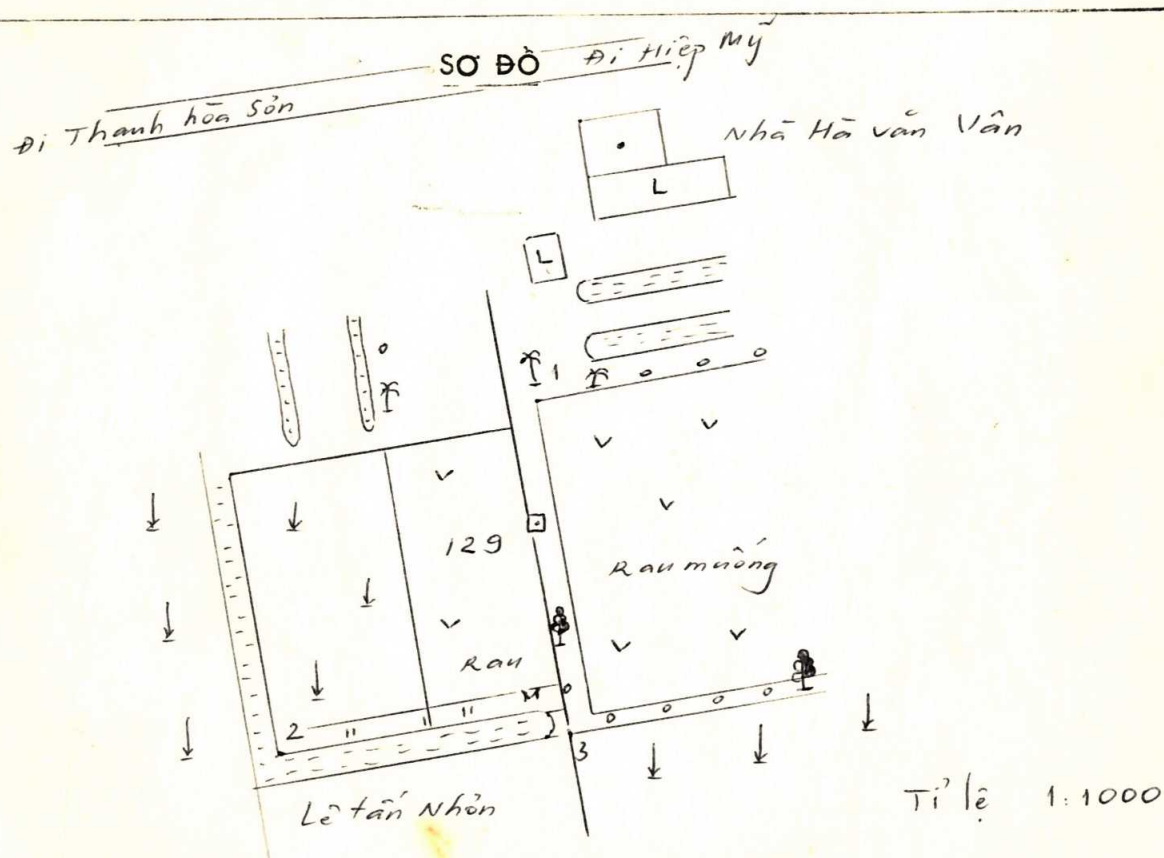 SƠ ĐỒ
Đi Hiệp Mỹ
Đi Thạnh hòa Sơn
Nhà Hà văn Vân
L
L
1
129
Rau muống
Rau
M
2
3
Lê tấn Nhơn
Tỉ lệ 1:1000